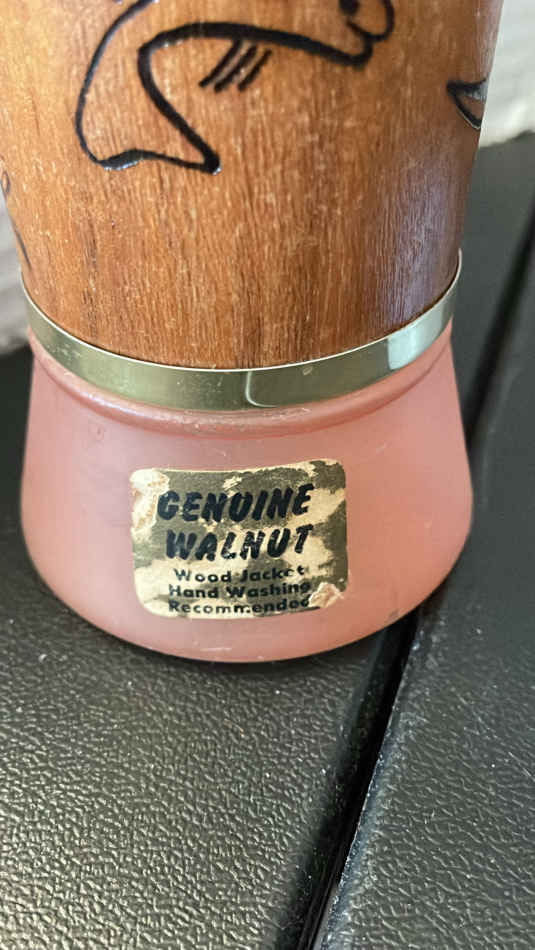 GENUINE
WALNUT
Wood Jacket
Hand Washing
Recommended